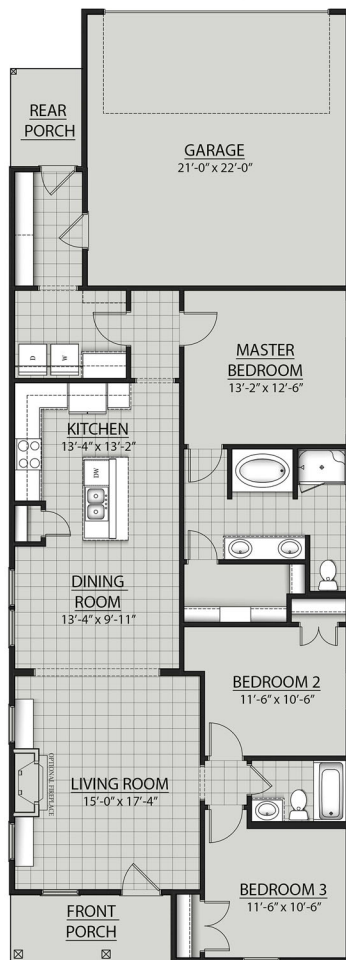 REAR
PORCH
GARAGE
21'-0" x 22'-0"
D
W
MASTER
BEDROOM
13'-2" x 12'-6"
KITCHEN
13'-4" x 13'-2"
DW
DINING
ROOM
13'-4" x 9'-11"
BEDROOM 2
11'-6" x 10'-6"
OPTIONAL FIREPLACE
LIVING ROOM
15'-0" x 17'-4"
BEDROOM 3
11'-6" x 10'-6"
FRONT
PORCH